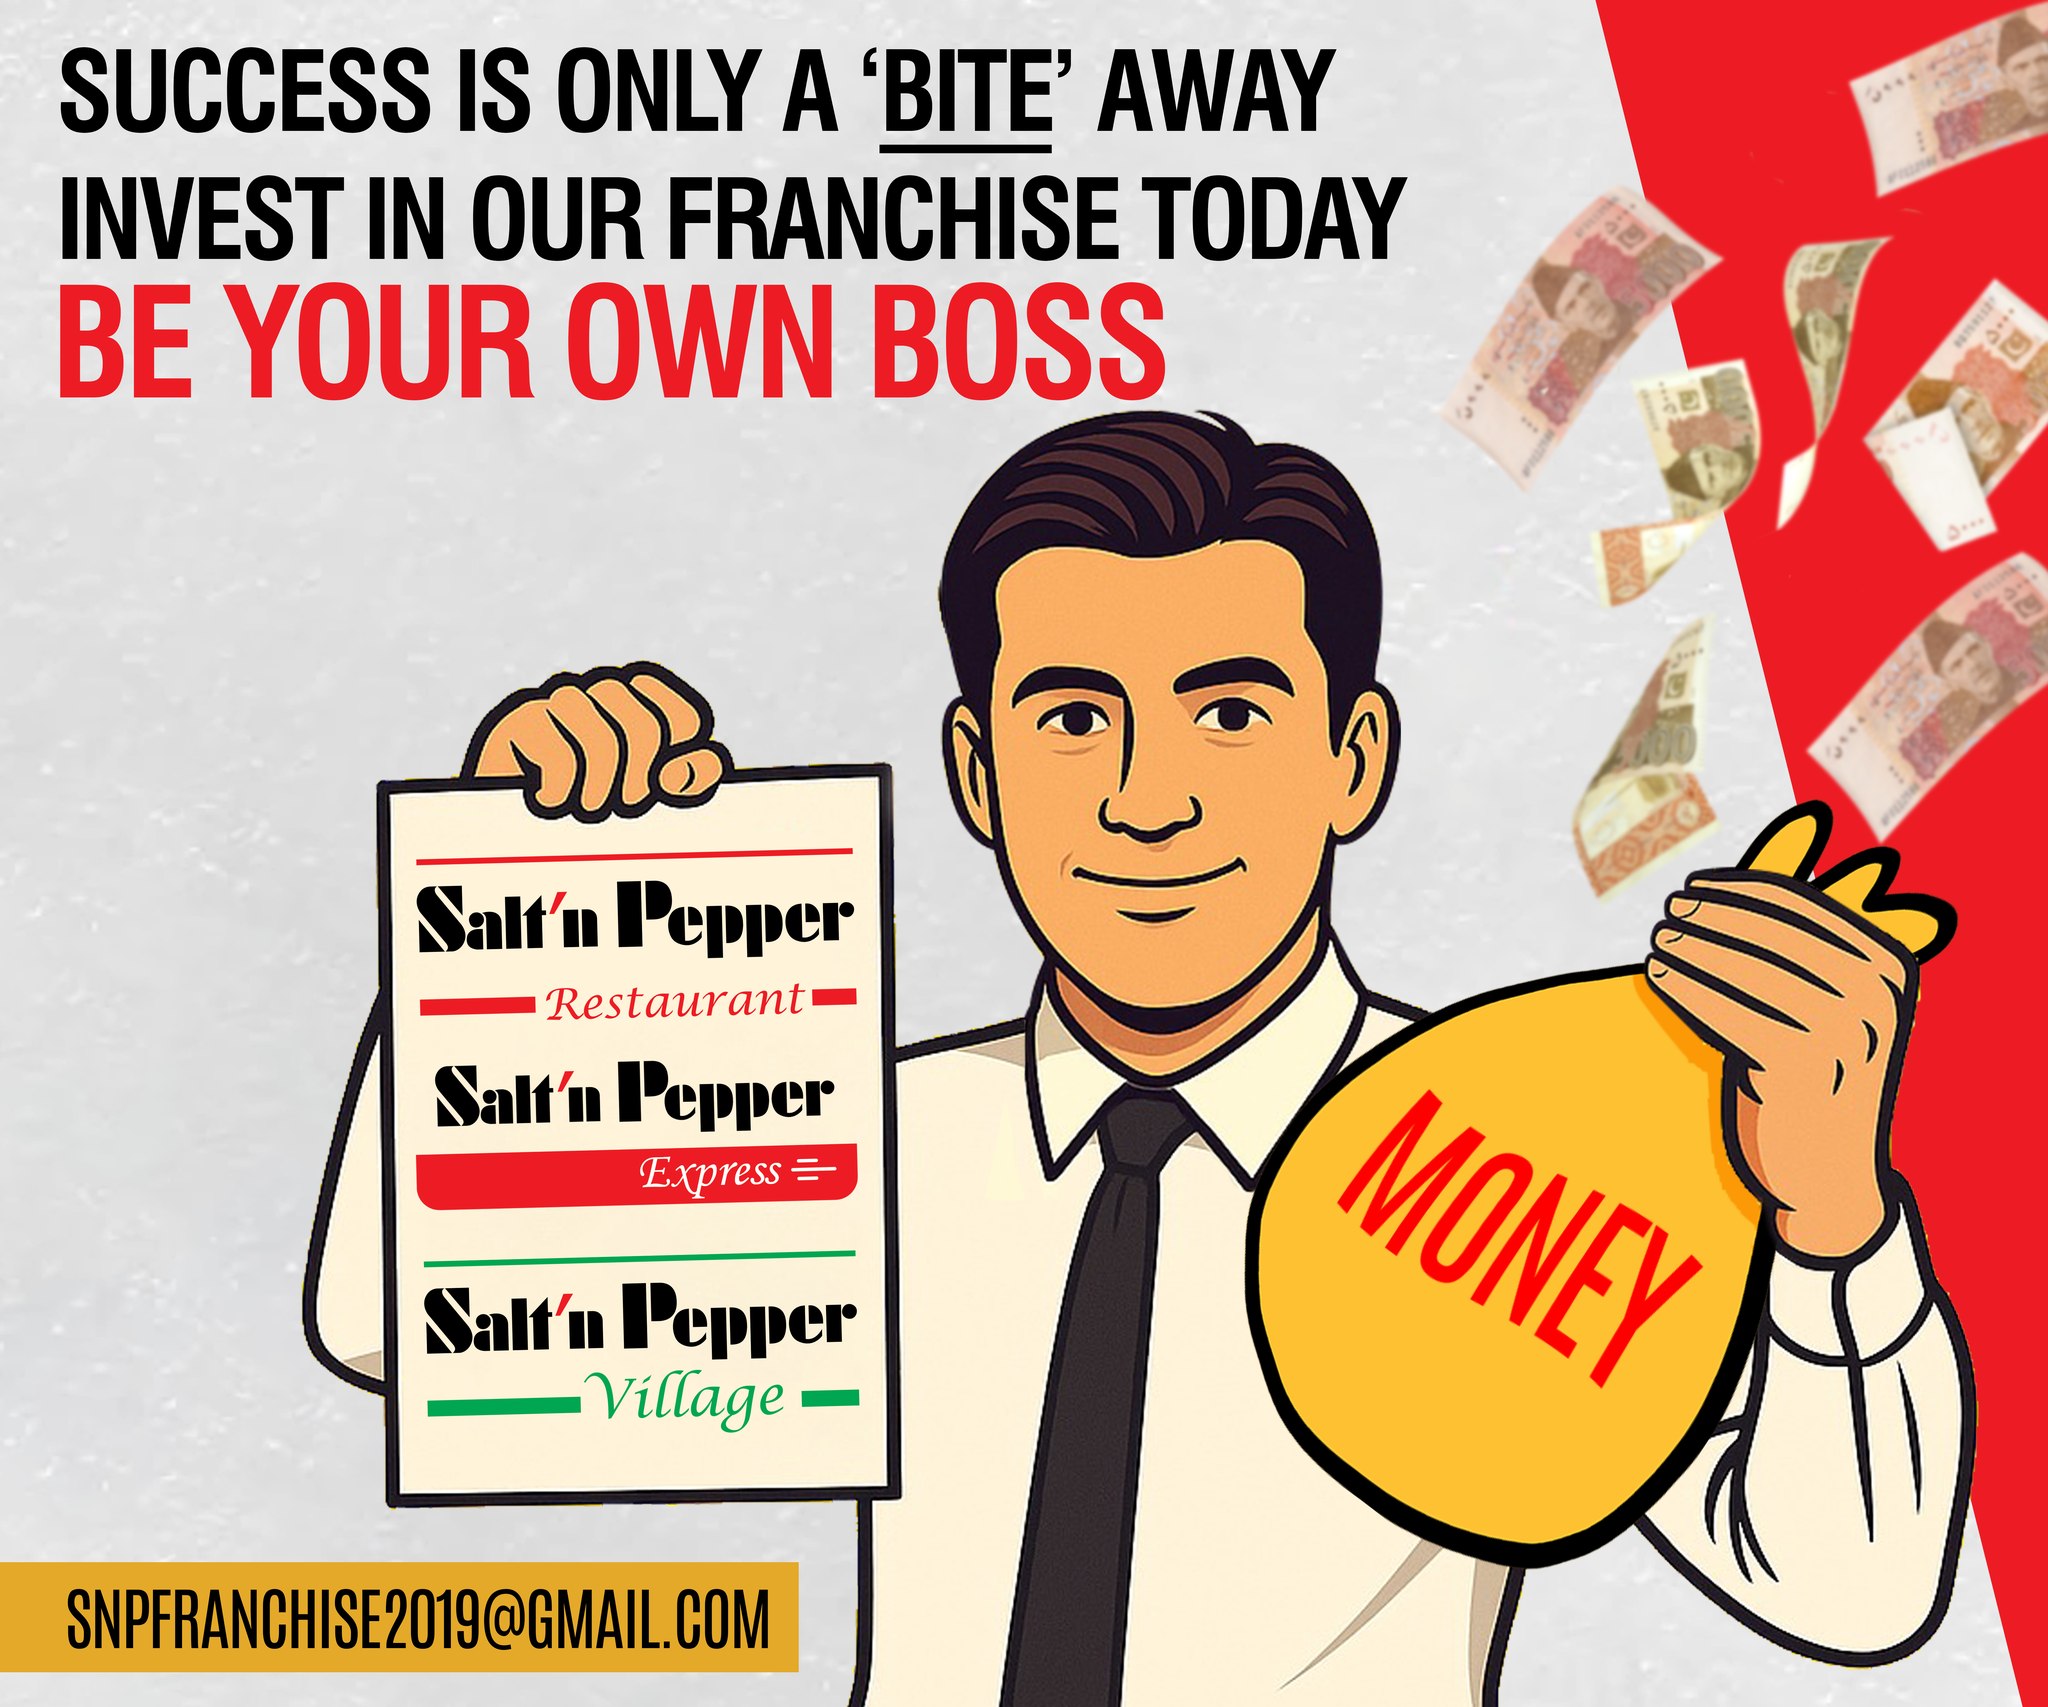 SUCCESS IS ONLY A ‘BITE’ AWAY
INVEST IN OUR FRANCHISE TODAY
BE YOUR OWN BOSS
Salt'n Pepper
Restaurant
Salt'n Pepper
Express
Salt'n Pepper
Village
MONEY
SNPFRANCHISE2019@GMAIL.COM